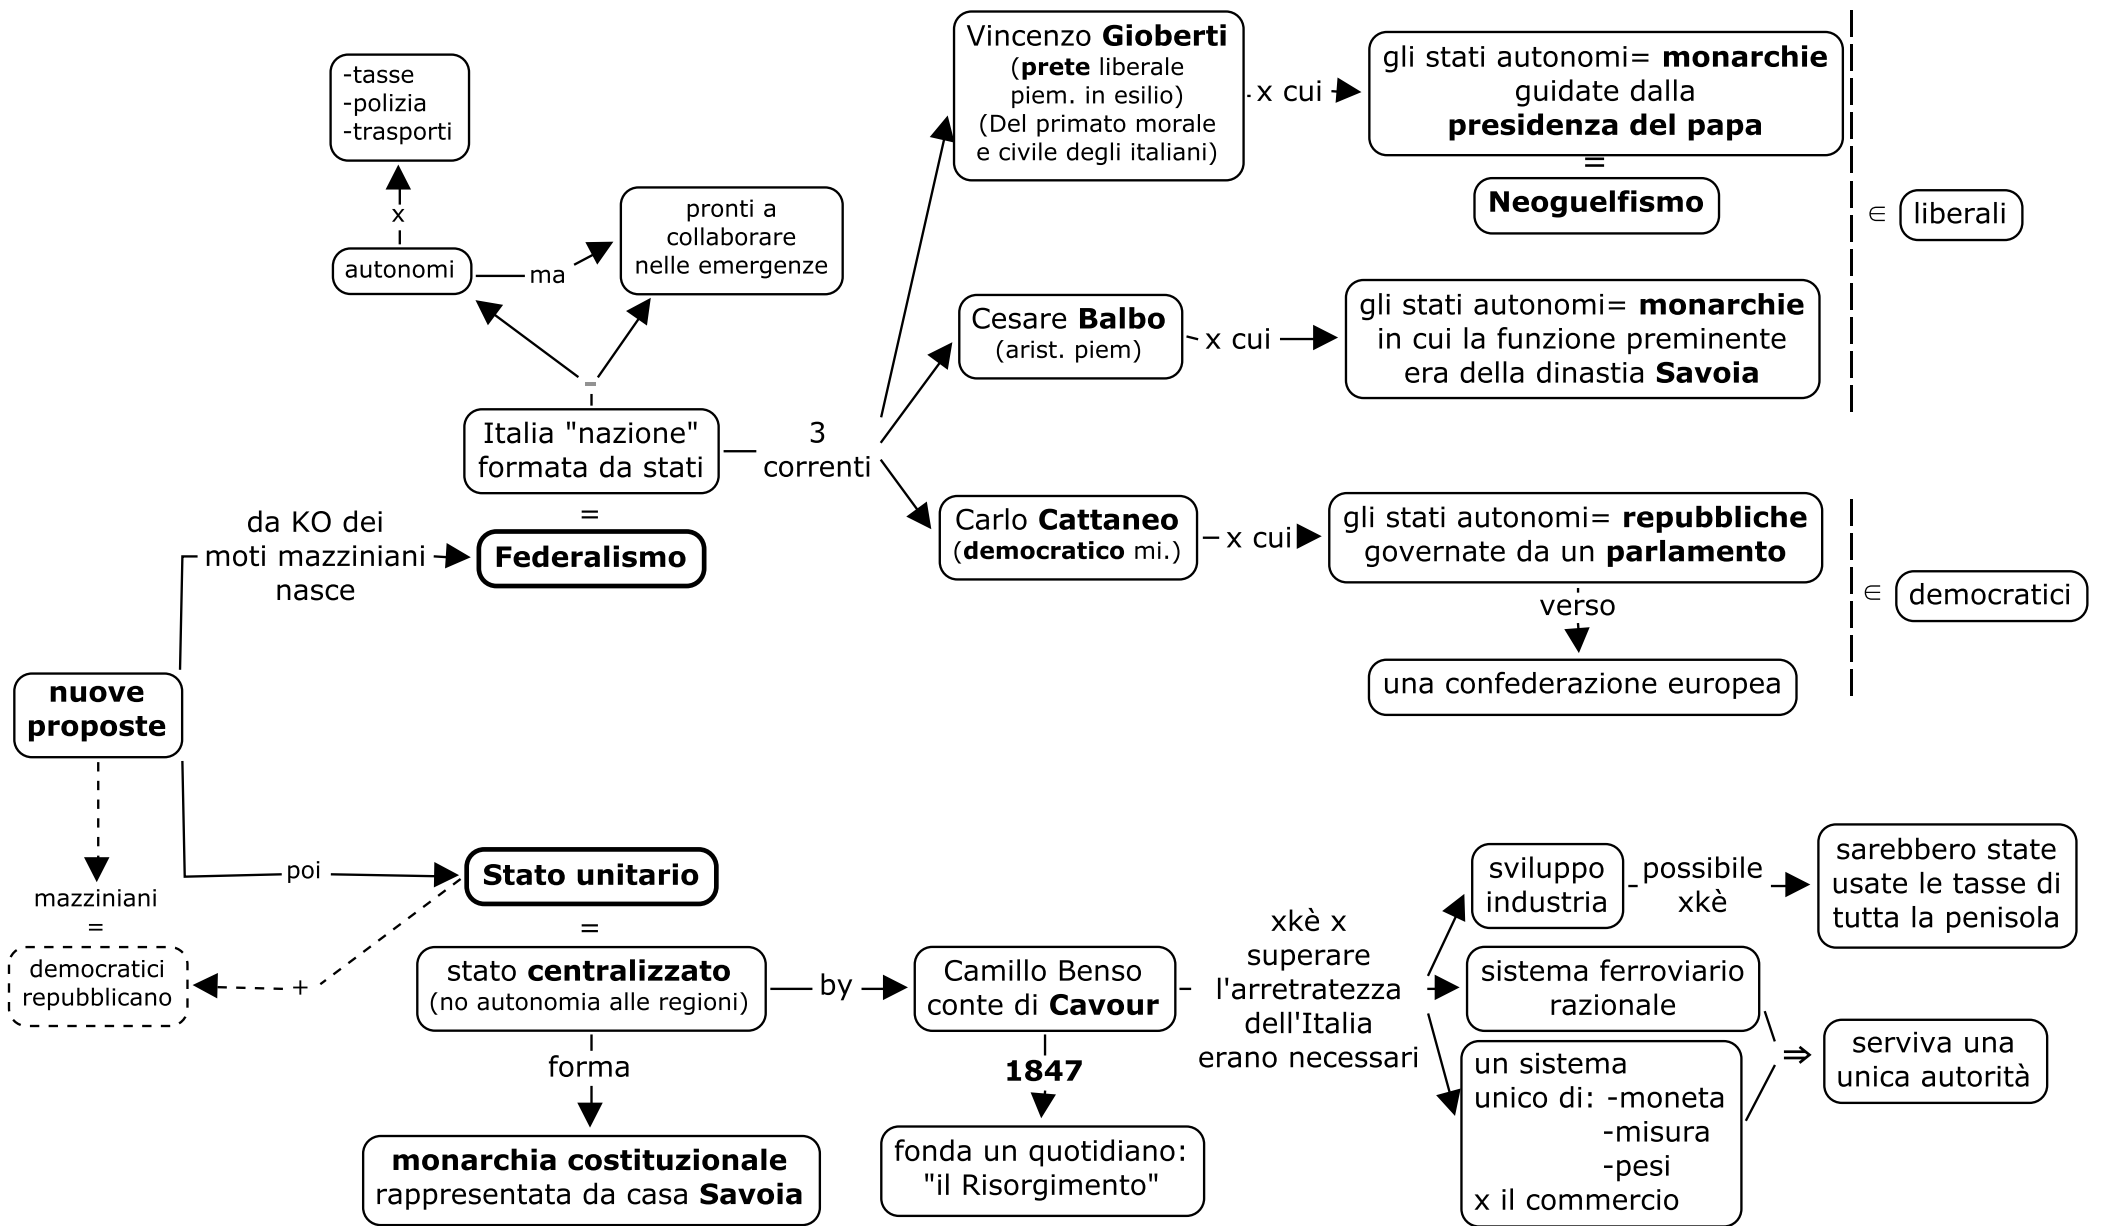 -tasse
-polizia
-trasporti
x
autonomi
ma
pronti a
collaborare
nelle emergenze
=
Italia "nazione"
formata da stati
=
Federalismo
3
correnti
Vincenzo Gioberti
(prete liberale
piem. in esilio)
(Del primato morale
e civile degli italiani)
x cui
gli stati autonomi= monarchie
guidate dalla
presidenza del papa
=
Neoguelfismo
Cesare Balbo
(arist. piem)
x cui
gli stati autonomi= monarchie
in cui la funzione preminente
era della dinastia Savoia
∈ liberali
Carlo Cattaneo
(democratico mi.)
x cui
gli stati autonomi= repubbliche
governate da un parlamento
verso
una confederazione europea
∈ democratici
da KO dei
moti mazziniani
nasce
nuove
proposte
mazziniani
=
democratici
repubblicano
+
poi
Stato unitario
=
stato centralizzato
(no autonomia alle regioni)
forma
monarchia costituzionale
rappresentata da casa Savoia
by
Camillo Benso
conte di Cavour
1847
fonda un quotidiano:
"il Risorgimento"
xkè x
superare
l'arretratezza
dell'Italia
erano necessari
sviluppo
industria
possibile
xkè
sarebbero state
usate le tasse di
tutta la penisola
sistema ferroviario
razionale
un sistema
unico di: -moneta
-misura
-pesi
x il commercio
⇒
serviva una
unica autorità